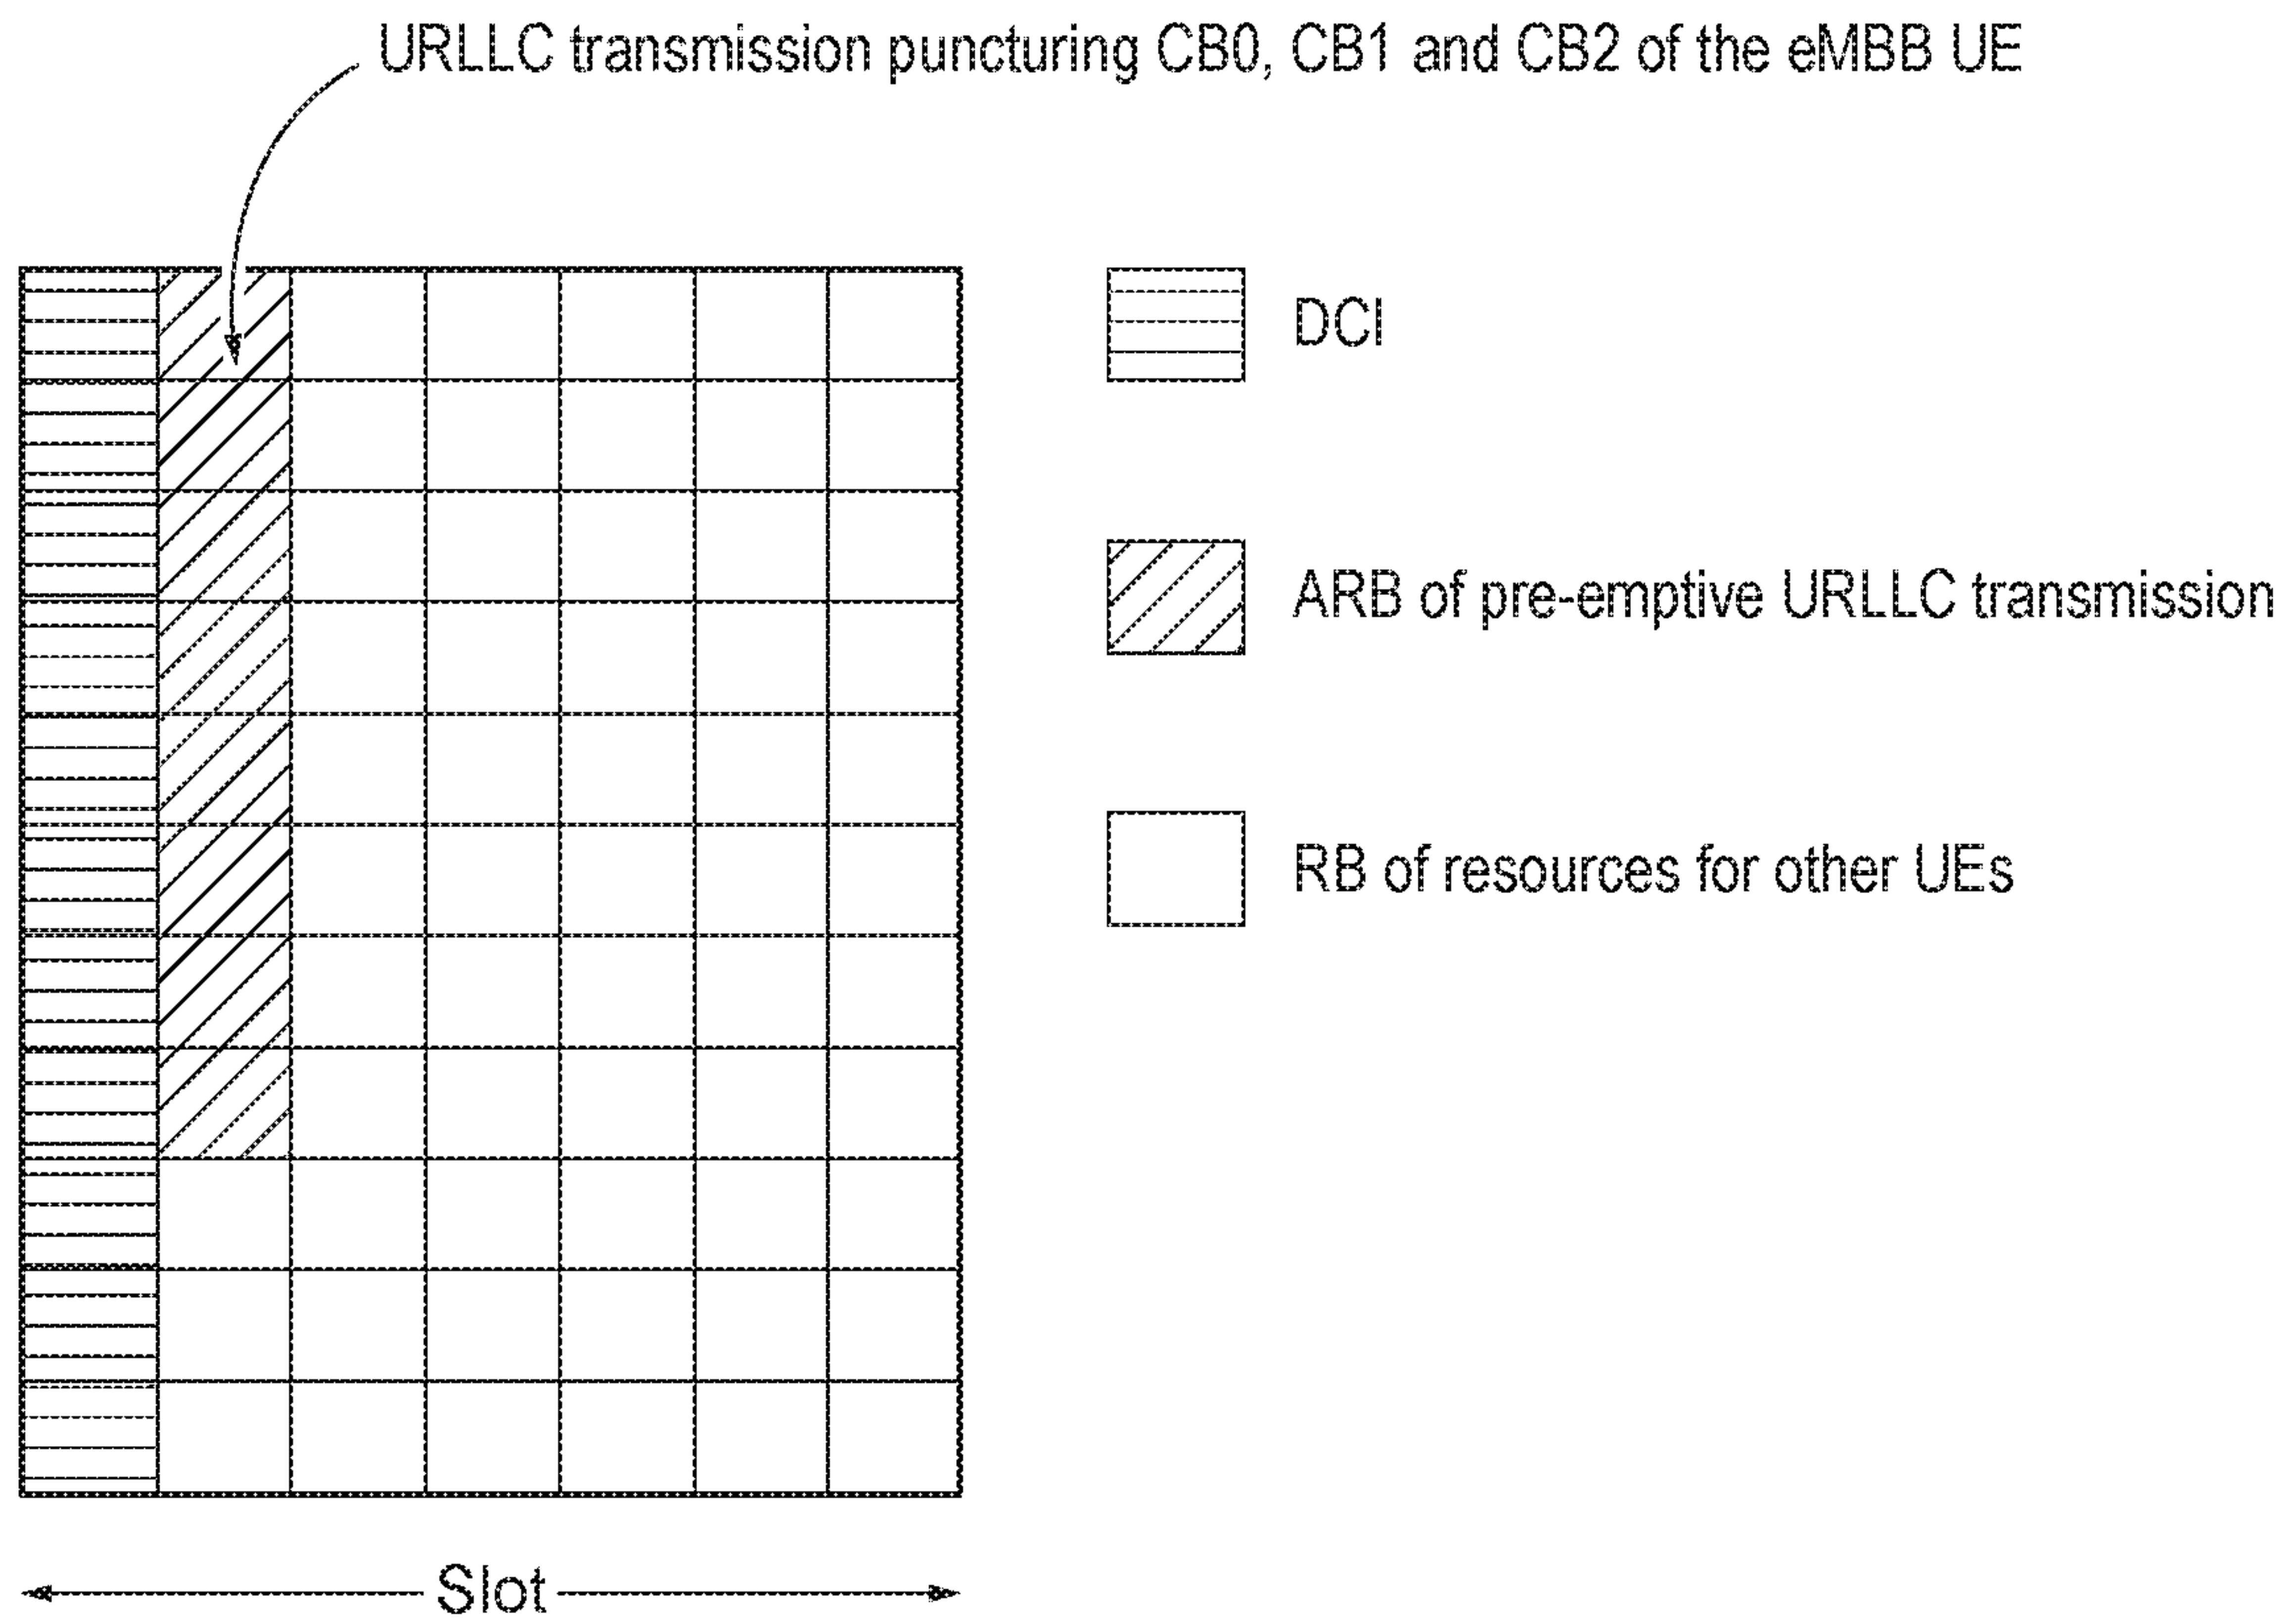 URLLC transmission puncturing CB0, CB1 and CB2 of the eMBB UE
DCI
ARB of pre-emptive URLLC transmission
RB of resources for other UEs
Slot